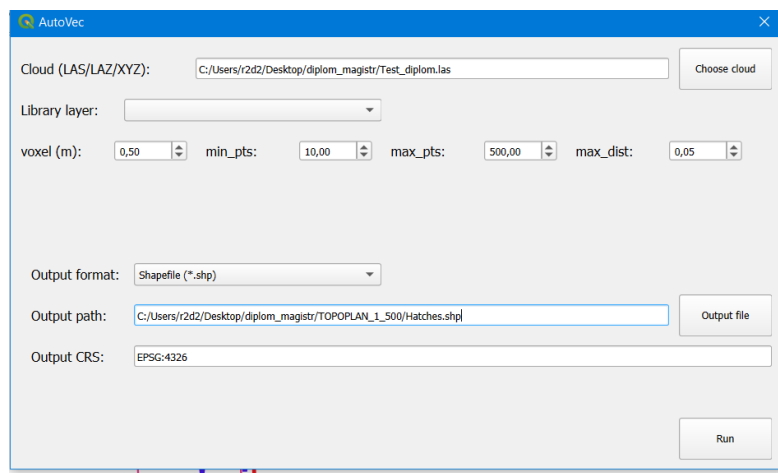 AutoVec
Cloud (LAS/LAZ/XYZ): C:/Users/r2d2/Desktop/diplom_magistr/Test_diplom.las Choose cloud
Library layer:
voxel (m): 0,50 min_pts: 10,00 max_pts: 500,00 max_dist: 0,05
Output format: Shapefile (*.shp)
Output path: C:/Users/r2d2/Desktop/diplom_magistr/TOPOPLAN_1_500/Hatches.shp Output file
Output CRS: EPSG:4326
Run